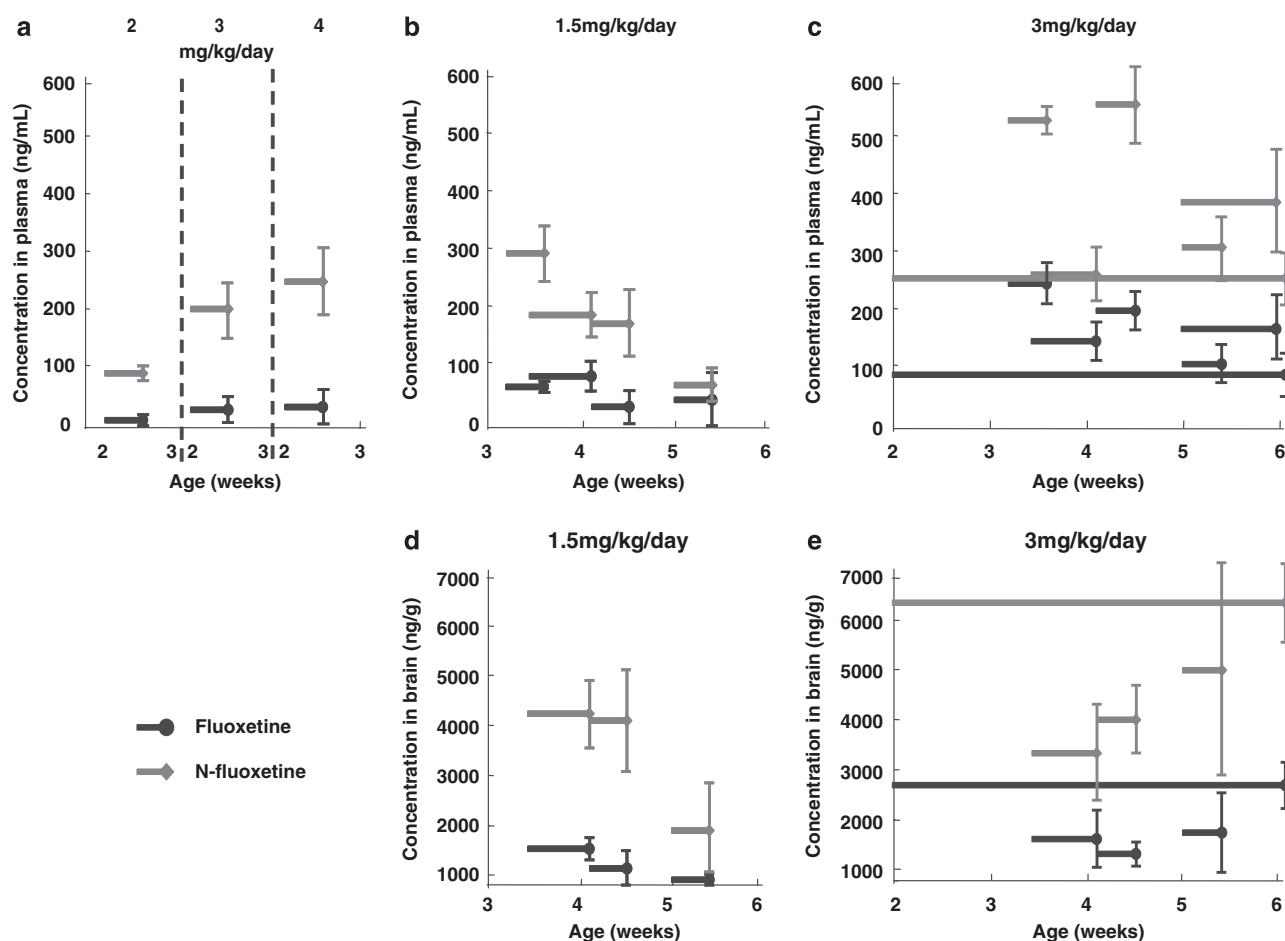 a
2 3 4
mg/kg/day
600
500
400
300
200
100
0
Concentration in plasma (ng/mL)
2 3 2 3 2 3
Age (weeks)
b
1.5mg/kg/day
600
500
400
300
200
100
0
Concentration in plasma (ng/mL)
3 4 5 6
Age (weeks)
c
3mg/kg/day
600
500
400
300
200
100
0
Concentration in plasma (ng/mL)
2 3 4 5 6
Age (weeks)
Fluoxetine
N-fluoxetine
d
1.5mg/kg/day
7000
6000
5000
4000
3000
2000
1000
Concentration in brain (ng/g)
3 4 5 6
Age (weeks)
e
3mg/kg/day
7000
6000
5000
4000
3000
2000
1000
Concentration in brain (ng/g)
2 3 4 5 6
Age (weeks)